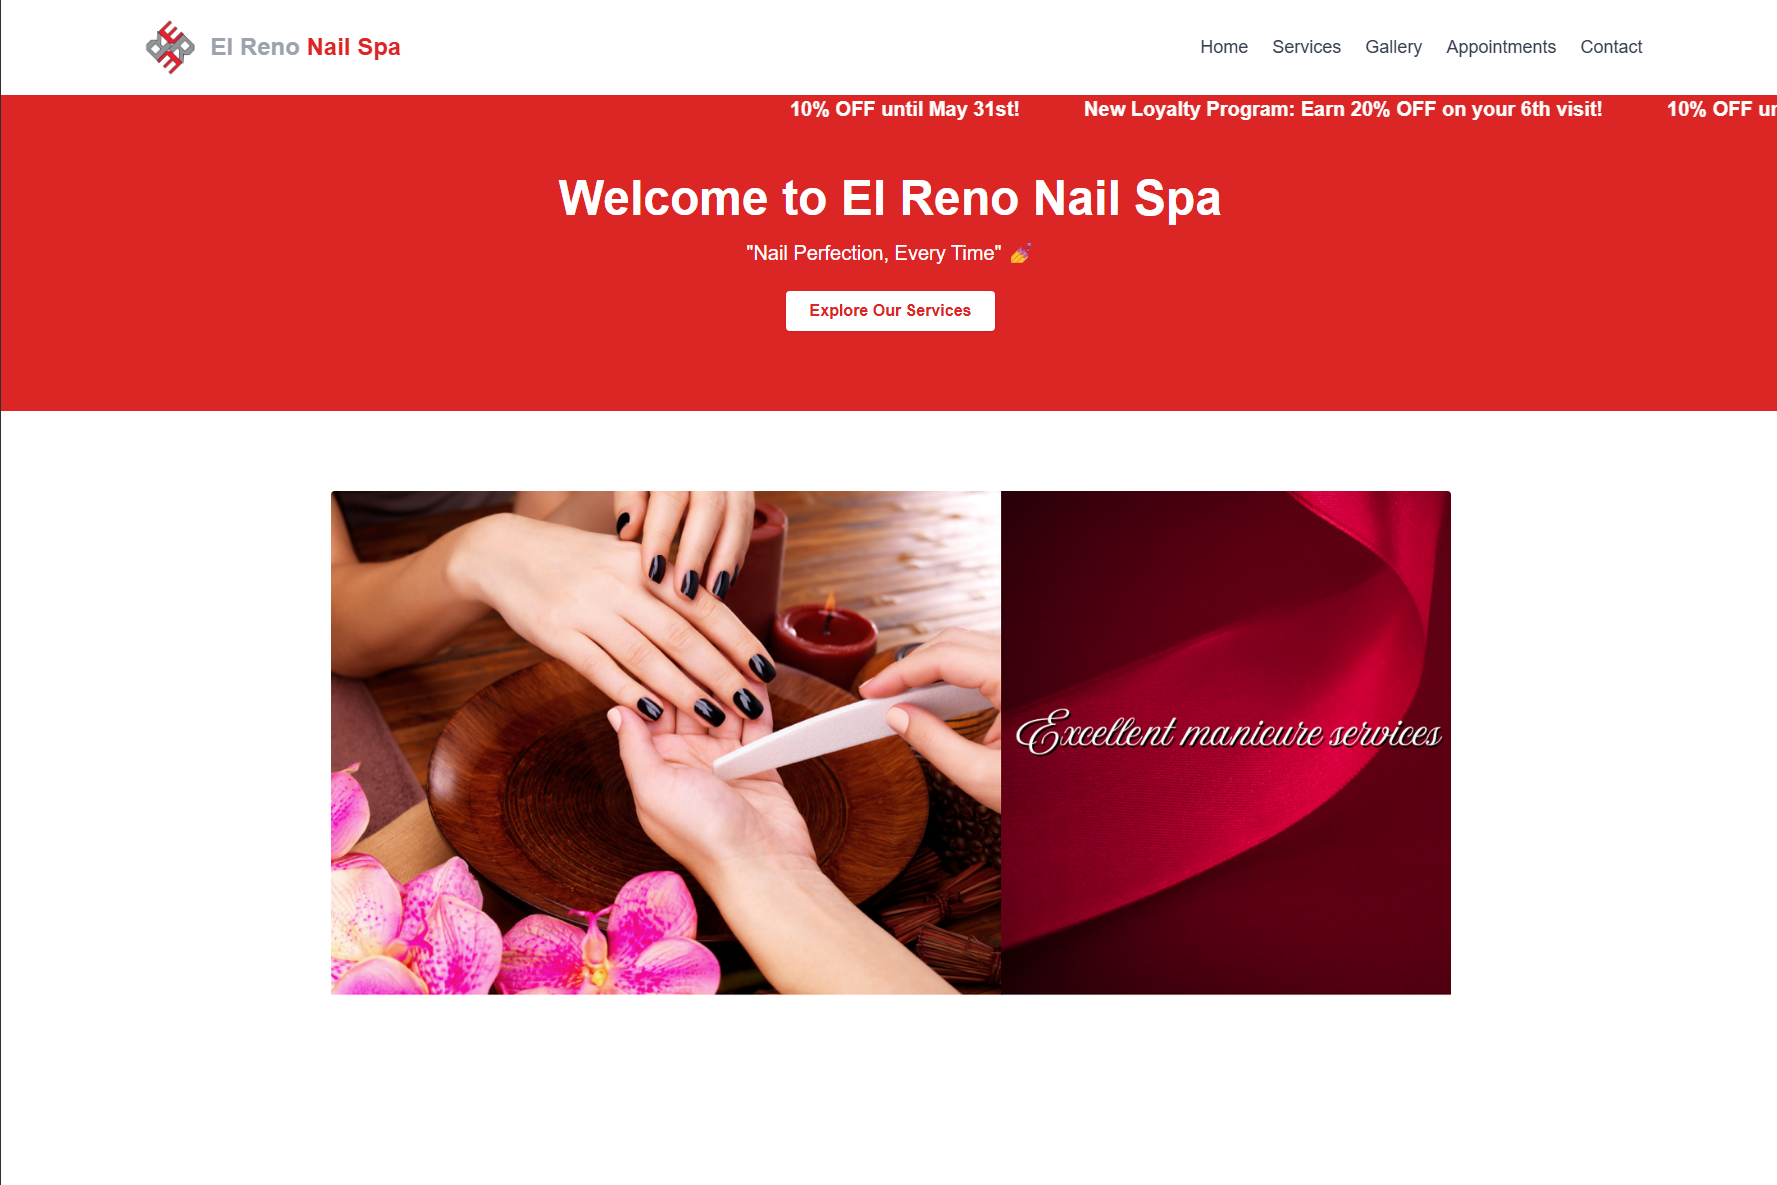 El Reno Nail Spa
Home Services Gallery Appointments Contact
10% OFF until May 31st! New Loyalty Program: Earn 20% OFF on your 6th visit! 10% OFF
Welcome to El Reno Nail Spa
"Nail Perfection, Every Time" 💅
Explore Our Services
Excellent manicure services